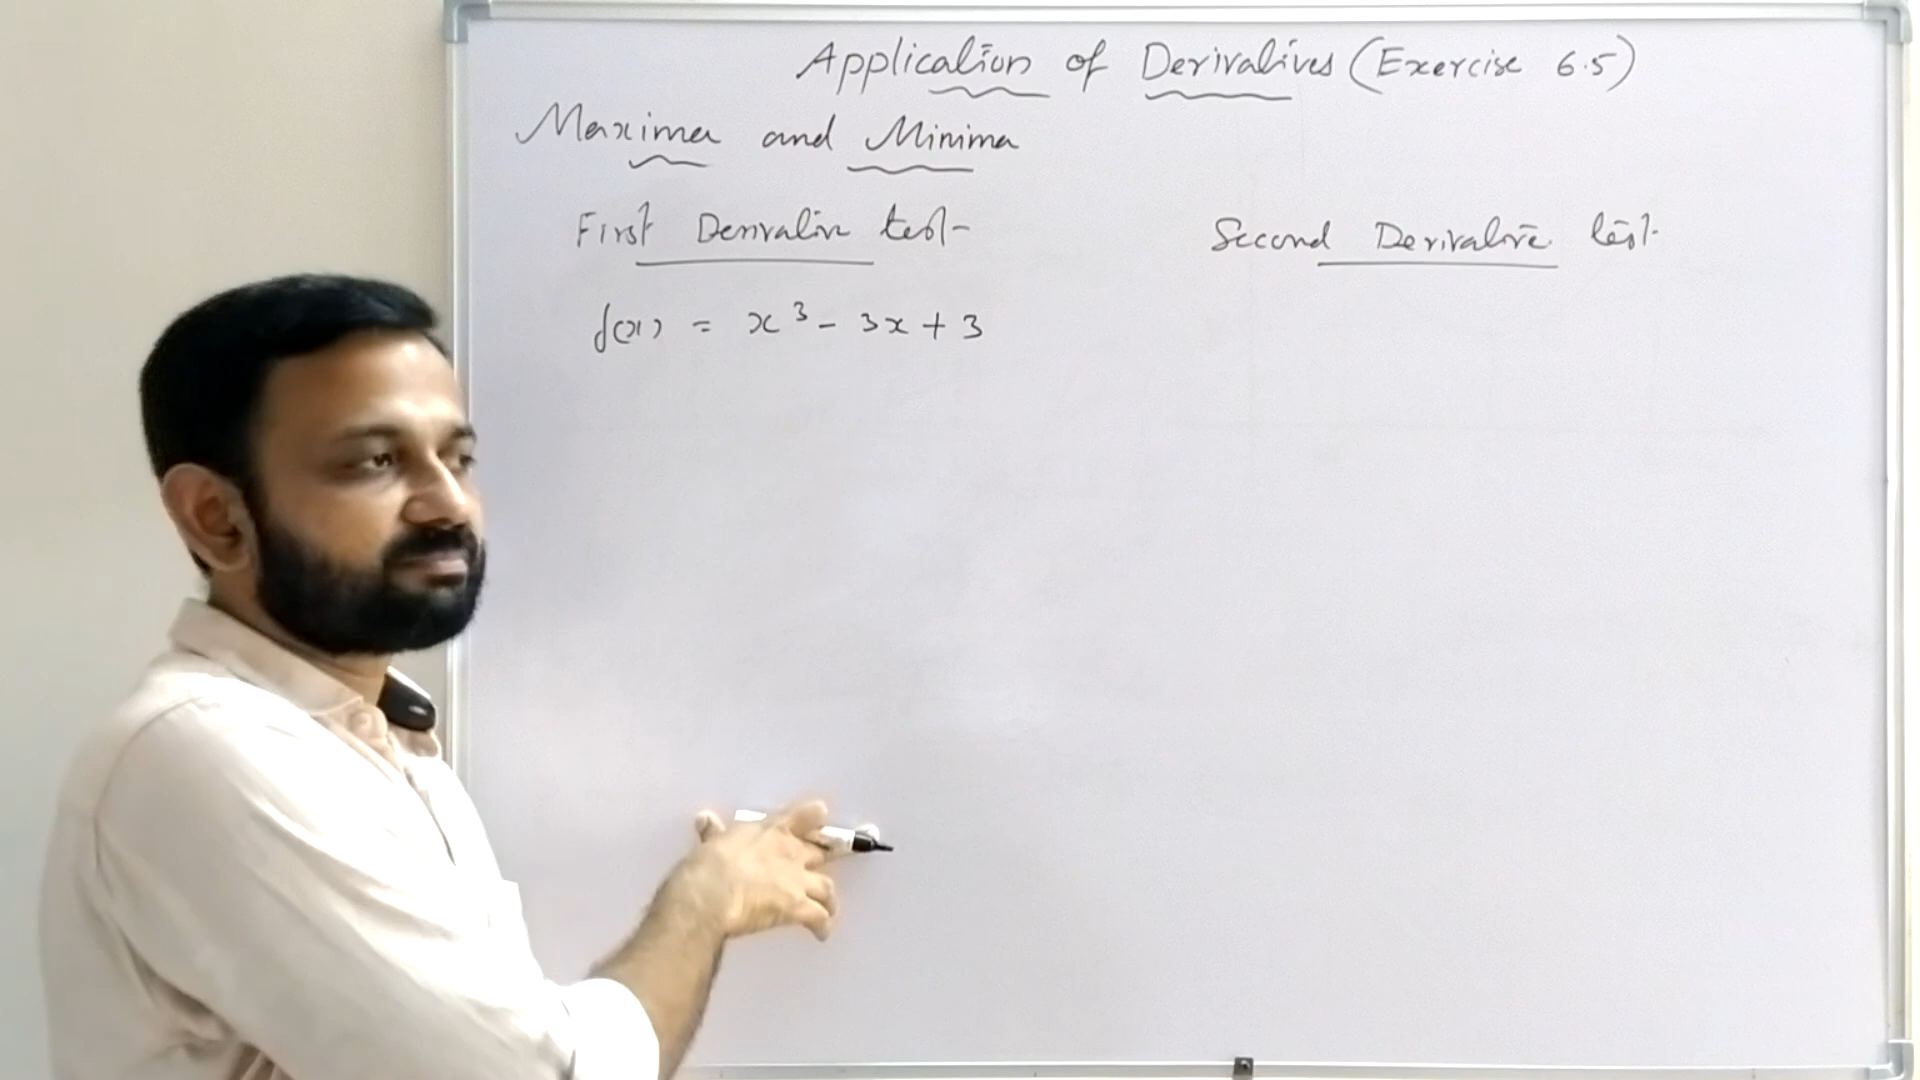 Application of Derivatives (Exercise 6.5)
Maxima and Minima
First Derivative test
Second Derivative test.
f(x) = x³ - 3x + 3